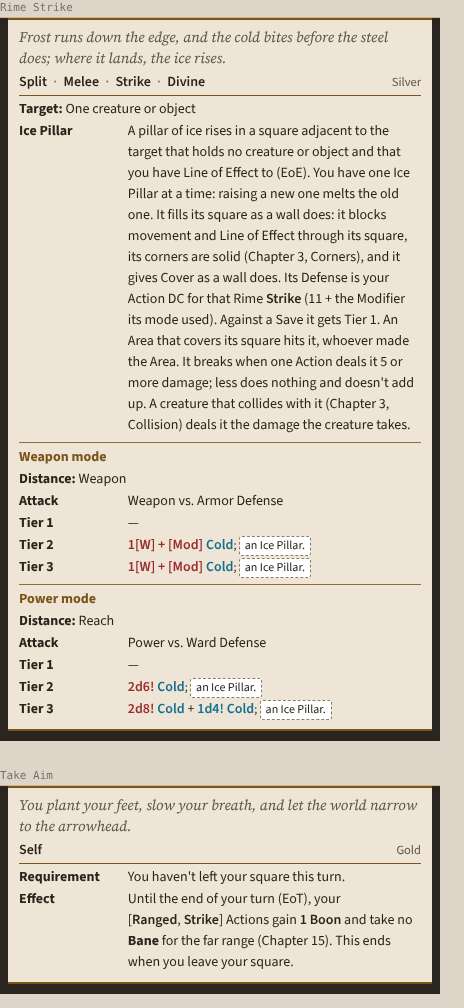 Rime Strike
Frost runs down the edge, and the cold bites before the steel
does; where it lands, the ice rises.
Split · Melee · Strike · Divine Silver
Target: One creature or object
Ice Pillar A pillar of ice rises in a square adjacent to the
target that holds no creature or object and that
you have Line of Effect to (EoE). You have one Ice
Pillar at a time: raising a new one melts the old
one. It fills its square as a wall does: it blocks
movement and Line of Effect through its square,
its corners are solid (Chapter 3, Corners), and it
gives Cover as a wall does. Its Defense is your
Action DC for that Rime Strike (11 + the Modifier
its mode used). Against a Save it gets Tier 1. An
Area that covers its square hits it, whoever made
the Area. It breaks when one Action deals it 5 or
more damage; less does nothing and doesn't add
up. A creature that collides with it (Chapter 3,
Collision) deals it the damage the creature takes.
Weapon mode
Distance: Weapon
Attack Weapon vs. Armor Defense
Tier 1 —
Tier 2 1[W] + [Mod] Cold; an Ice Pillar.
Tier 3 1[W] + [Mod] Cold; an Ice Pillar.
Power mode
Distance: Reach
Attack Power vs. Ward Defense
Tier 1 —
Tier 2 2d6! Cold; an Ice Pillar.
Tier 3 2d8! Cold + 1d4! Cold; an Ice Pillar.
Take Aim
You plant your feet, slow your breath, and let the world narrow
to the arrowhead.
Self Gold
Requirement You haven't left your square this turn.
Effect Until the end of your turn (EoT), your
[Ranged, Strike] Actions gain 1 Boon and take no
Bane for the far range (Chapter 15). This ends
when you leave your square.